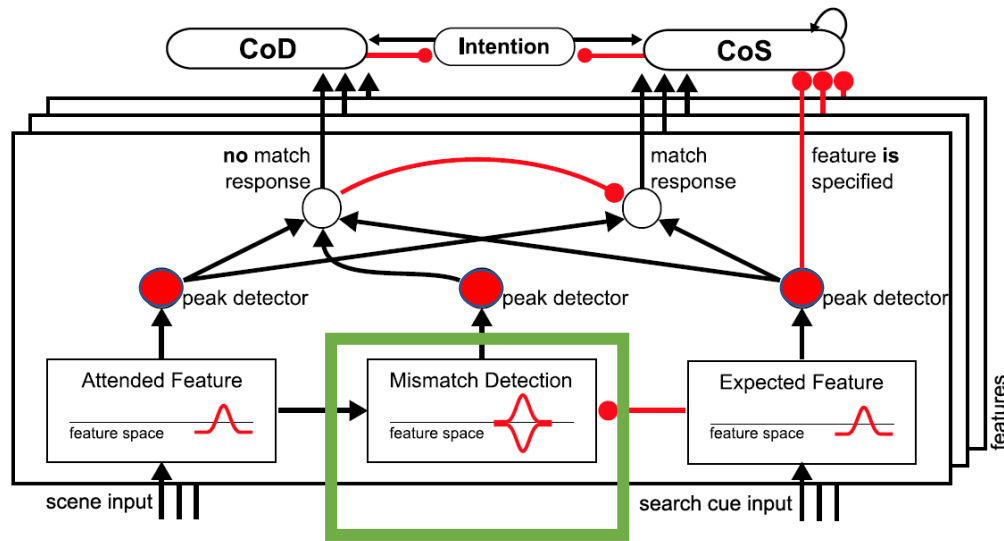 CoD
Intention
CoS
no match
response
match
response
feature is
specified
peak detector
peak detector
peak detector
Attended Feature
feature space
Mismatch Detection
feature space
Expected Feature
feature space
features
scene input
search cue input